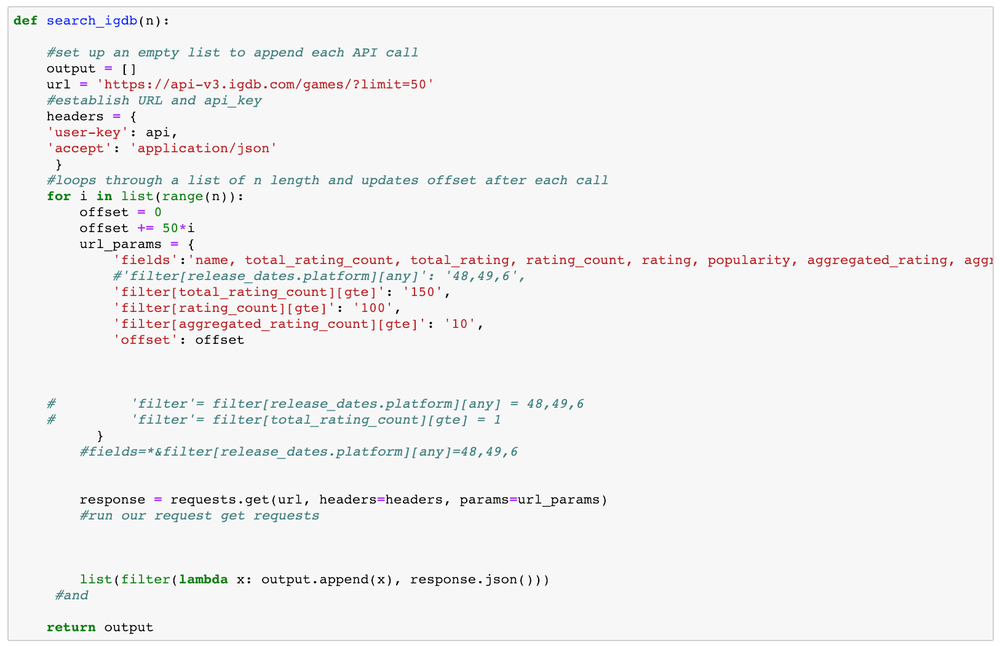 def search_igdb(n):
#set up an empty list to append each API call
output = []
url = 'https://api-v3.igdb.com/games/?limit=50'
#establish URL and api_key
headers = {
'user-key': api,
'accept': 'application/json'
}
#loops through a list of n length and updates offset after each call
for i in list(range(n)):
offset = 0
offset += 50*i
url_params = {
'fields':'name, total_rating_count, total_rating, rating_count, rating, popularity, aggregated_rating,
#'filter[release_dates.platform][any]': '48,49,6',
'filter[total_rating_count][gte]': '150',
'filter[rating_count][gte]': '100',
'filter[aggregated_rating_count][gte]': '10',
'offset': offset
# 'filter'= filter[release_dates.platform][any] = 48,49,6
# 'filter'= filter[total_rating_count][gte] = 1
}
#fields=*&filter[release_dates.platform][any]=48,49,6
response = requests.get(url, headers=headers, params=url_params)
#run our request get requests
list(filter(lambda x: output.append(x), response.json()))
#and
return output